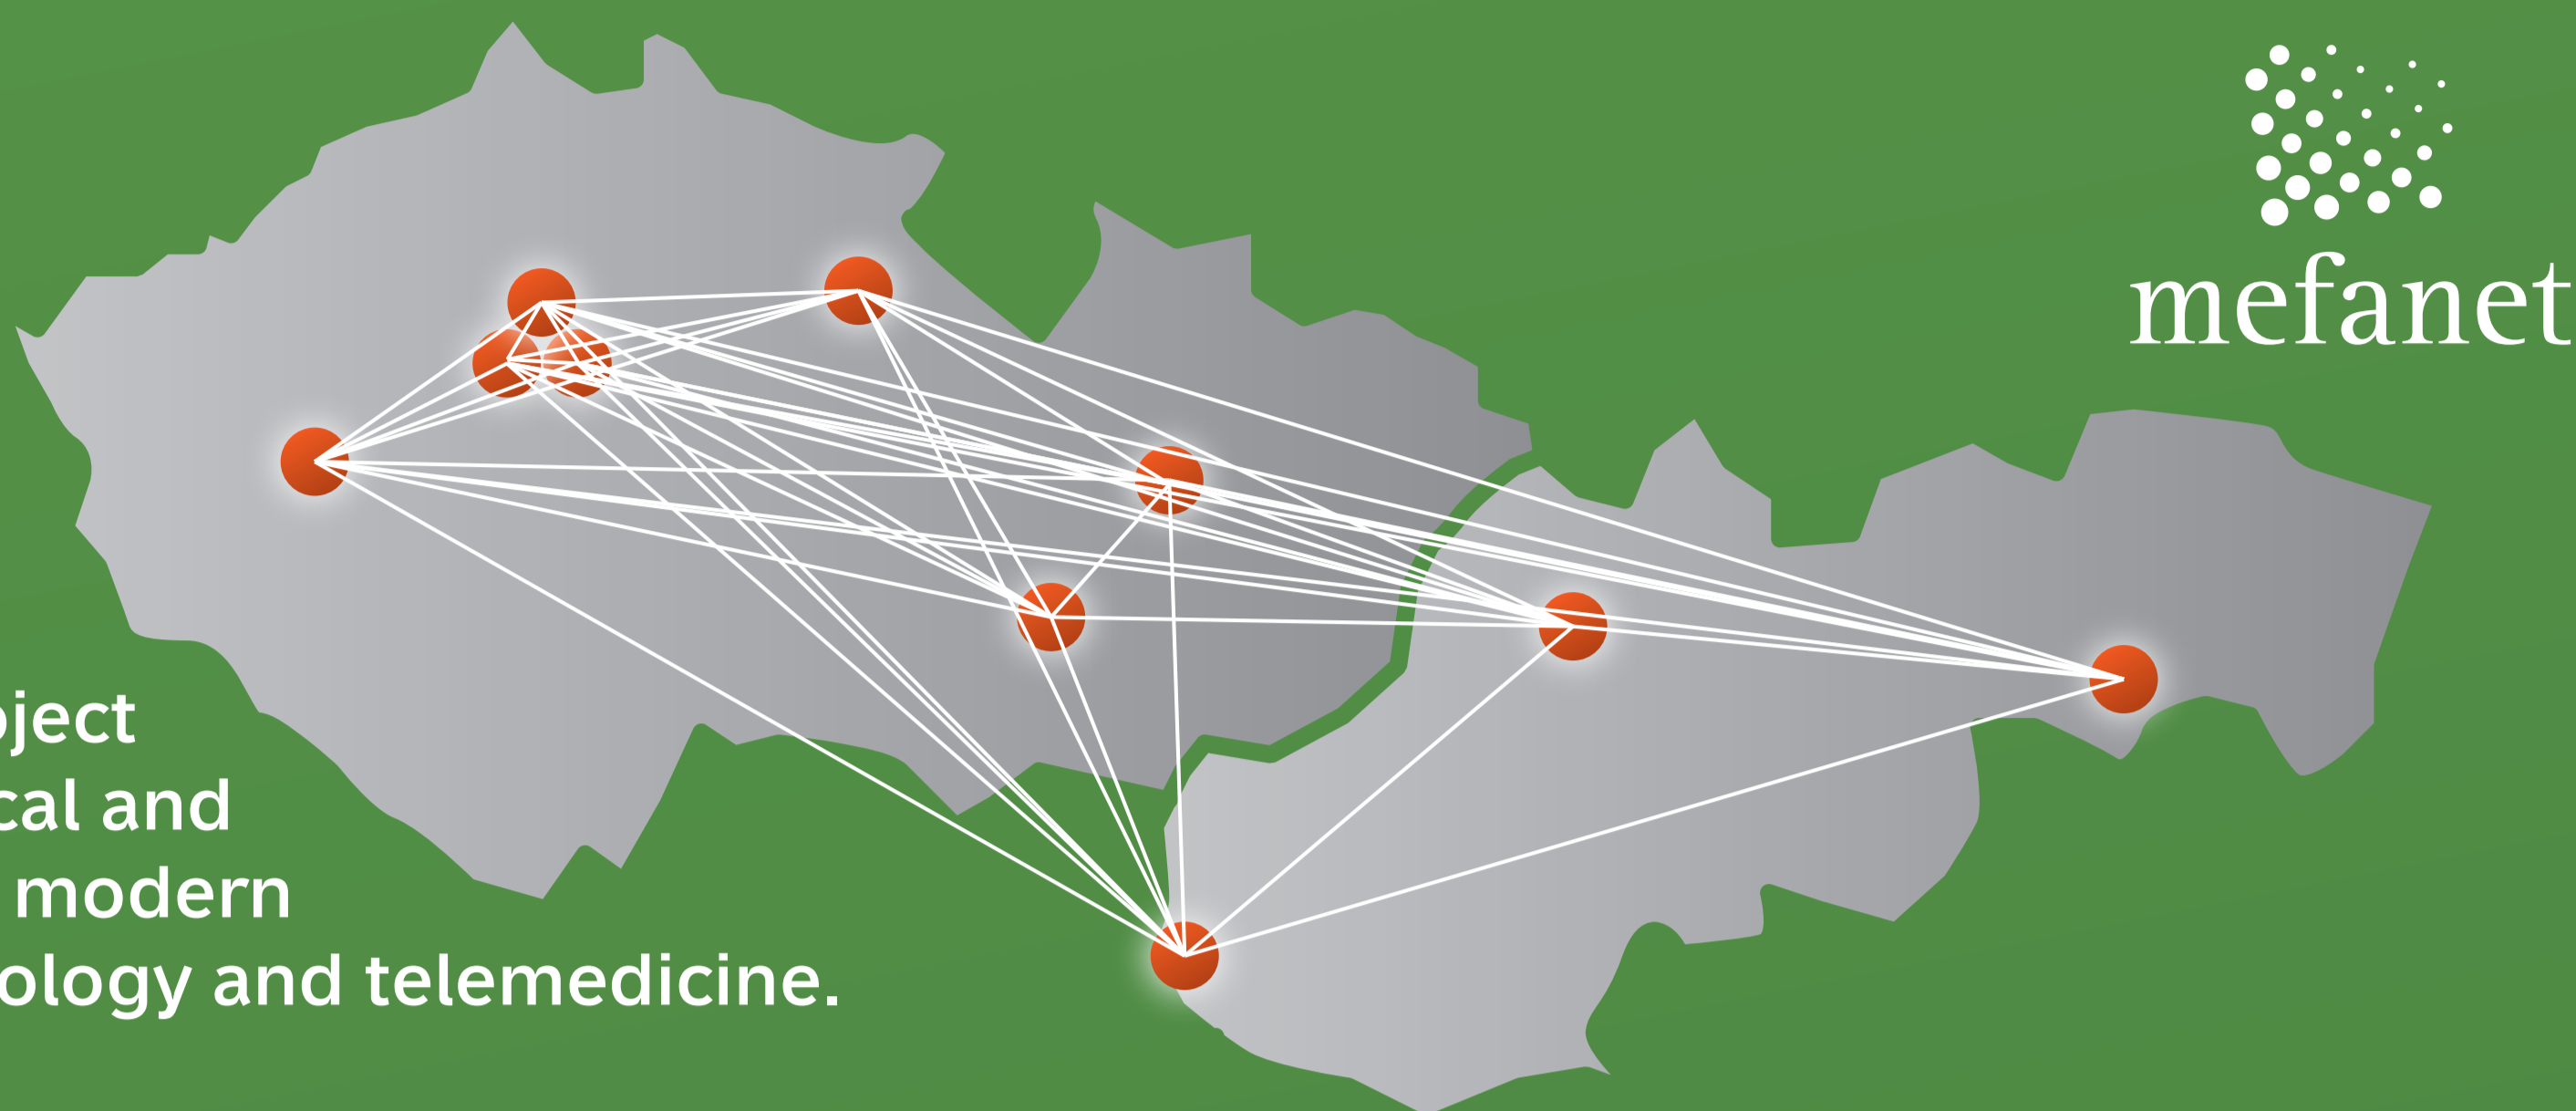 mefanet
oject
cal and
modern
ology and telemedicine.